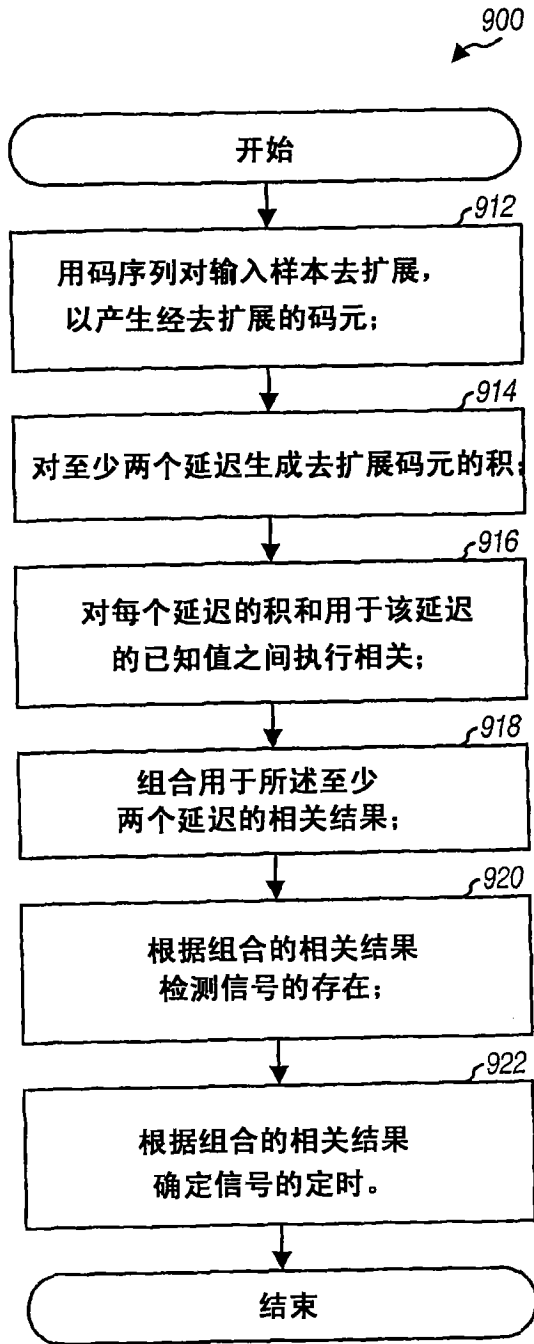 900
开始
912
用码序列对输入样本去扩展，
以产生经去扩展的码元；
914
对至少两个延迟生成去扩展码元的积；
916
对每个延迟的积和用于该延迟
的已知值之间执行相关；
918
组合用于所述至少
两个延迟的相关结果；
920
根据组合的相关结果
检测信号的存在；
922
根据组合的相关结果
确定信号的定时。
结束